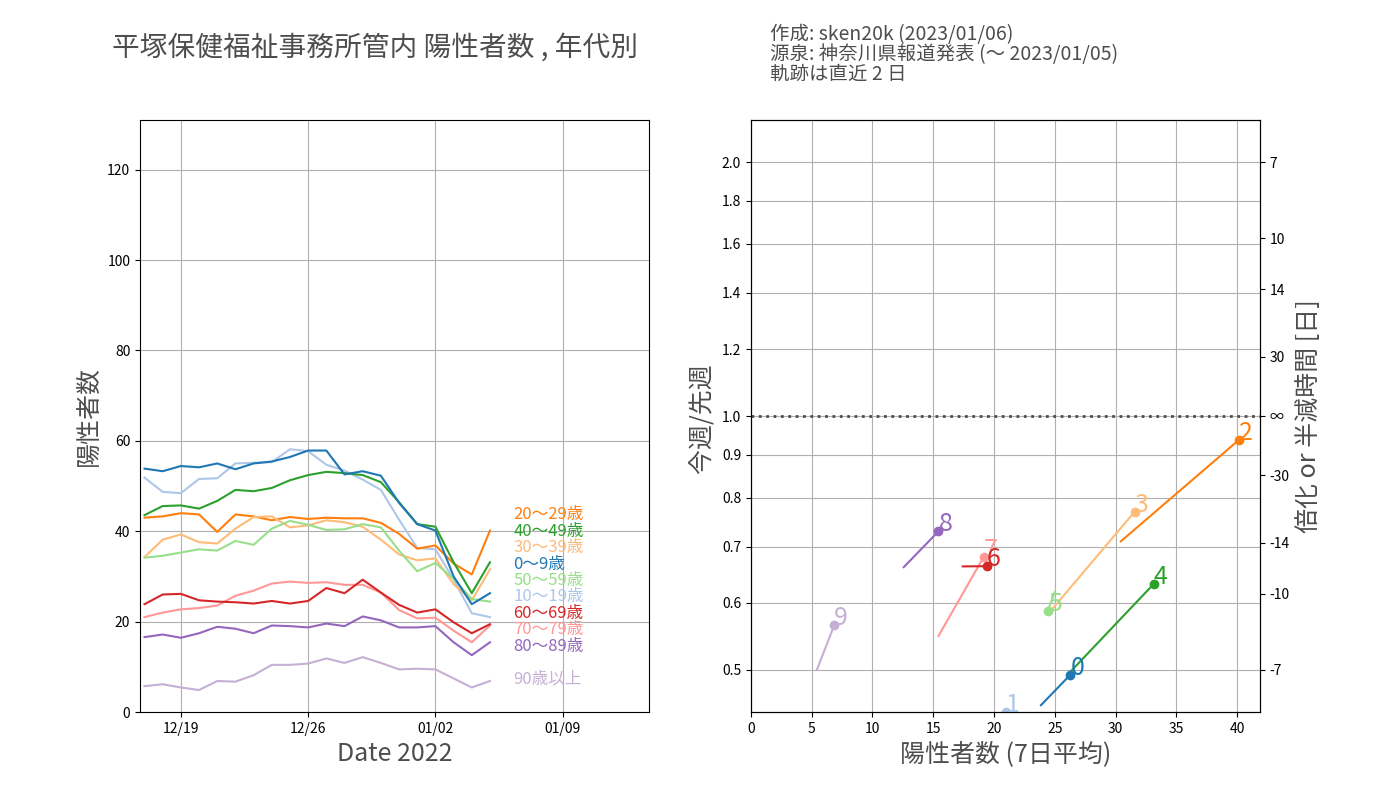 平塚保健福祉事務所管内 陽性者数 , 年代別
作成: sken20k (2023/01/06)
源泉: 神奈川県報道発表 (～ 2023/01/05)
軌跡は直近 2 日
陽性者数
120
100
80
60
40
20
0
12/19
12/26
01/02
01/09
Date 2022
20～29歳
40～49歳
30～39歳
0～9歳
50～59歳
10～19歳
60～69歳
70～79歳
80～89歳
90歳以上
今週/先週
2.0
1.8
1.6
1.4
1.2
1.0
0.9
0.8
0.7
0.6
0.5
0
5
10
15
20
25
30
35
40
陽性者数 (7日平均)
2
3
8
7
6
4
5
9
0
1
7
10
14
30
∞
-30
-14
-10
-7
倍化 or 半減時間 [日]